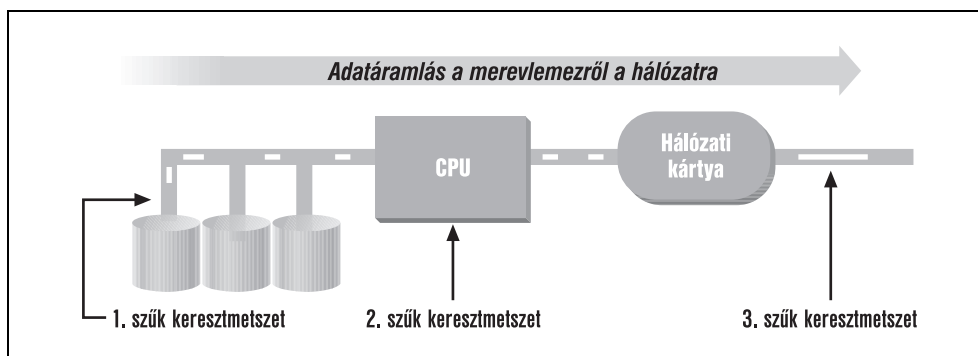 Adatáramlás a merevlemezről a hálózatra
CPU
Hálózati
kártya
1. szűk keresztmetszet
2. szűk keresztmetszet
3. szűk keresztmetszet